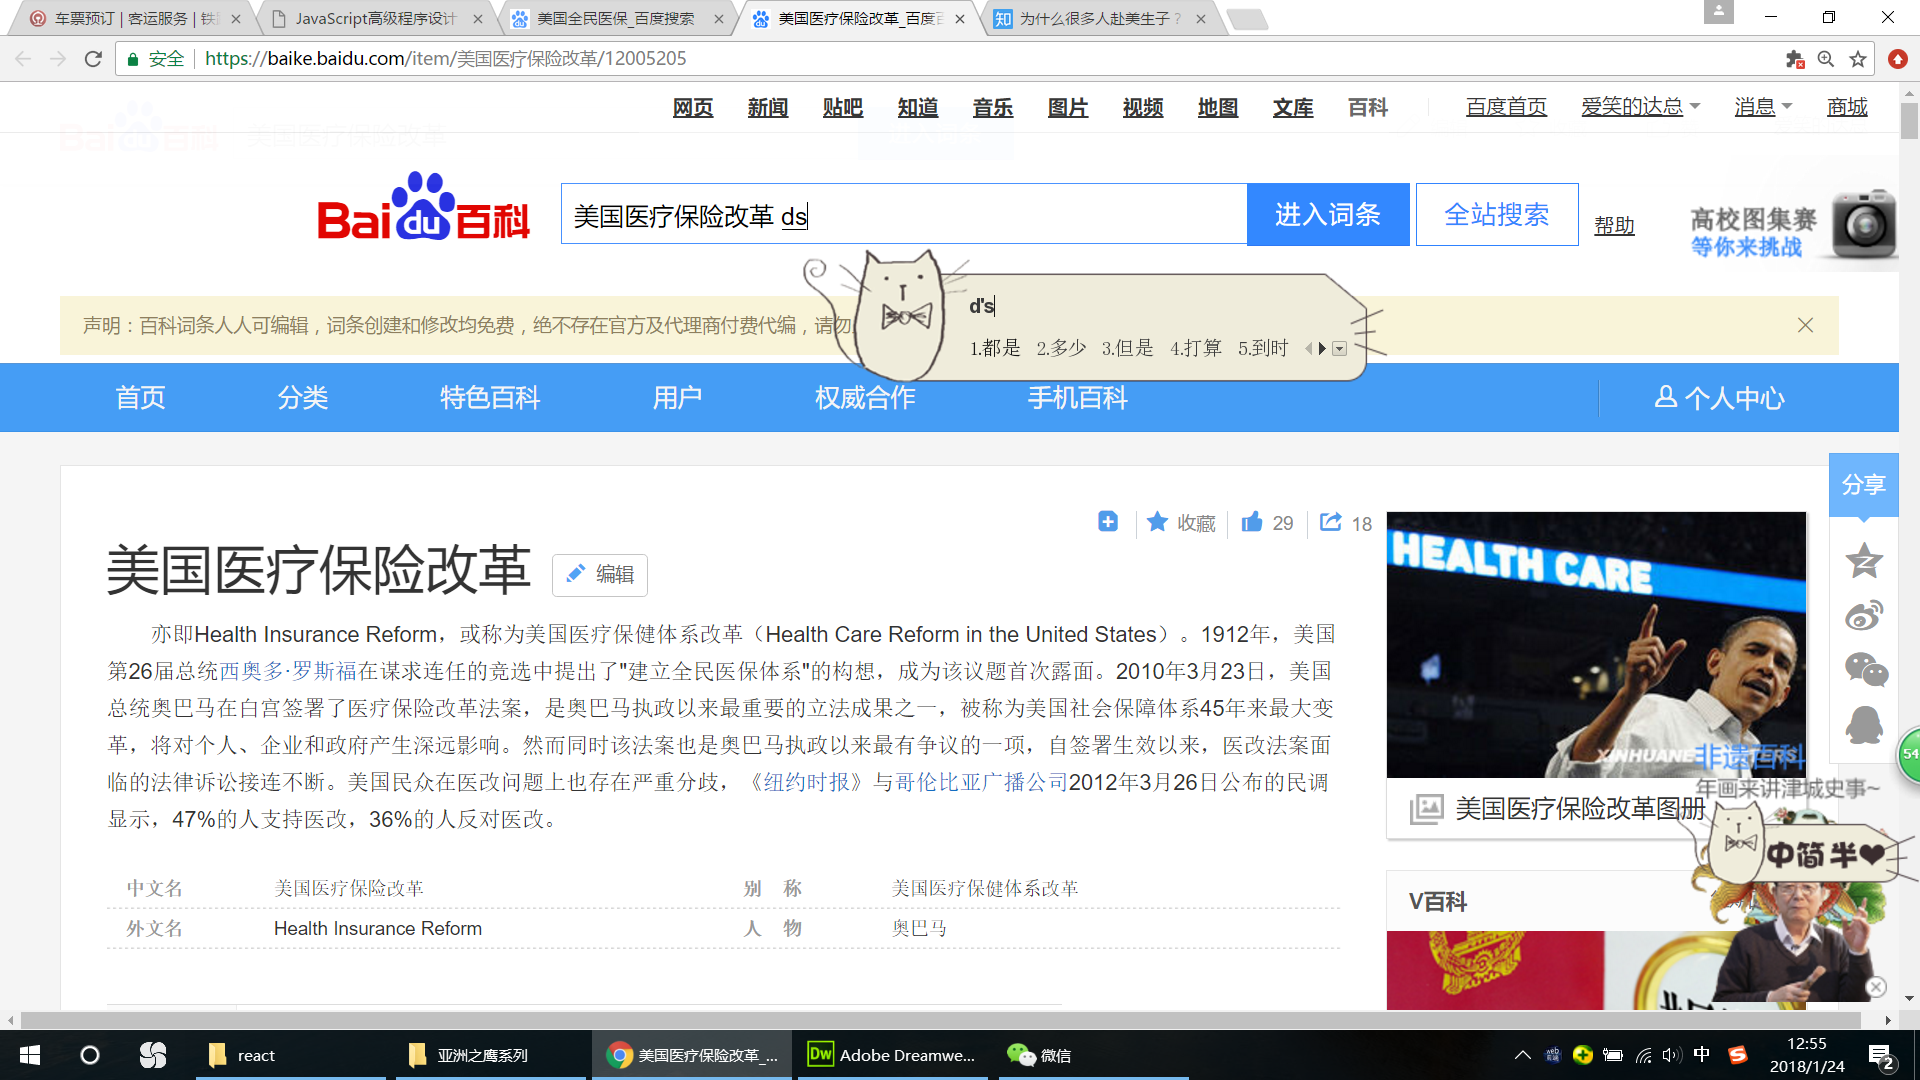 车票预订 | 客运服务 | 铁
JavaScript高级程序设计
美国全民医保_百度搜索
美国医疗保险改革_百度百
为什么很多人赴美生子？
安全 https://baike.baidu.com/item/美国医疗保险改革/12005205
网页 新闻 贴吧 知道 音乐 图片 视频 地图 文库 百科 百度首页 爱笑的达总 消息 商城
Bai百科 美国医疗保险改革
Baidu百科
美国医疗保险改革 ds
进入词条
全站搜索
帮助
高校图集赛
等你来挑战
声明：百科词条人人可编辑，词条创建和修改均免费，绝不存在官方及代理商付费代编，请勿
d's
1.都是 2.多少 3.但是 4.打算 5.到时
首页 分类 特色百科 用户 权威合作 手机百科 个人中心
分享
收藏 29 18
美国医疗保险改革
编辑
亦即Health Insurance Reform，或称为美国医疗保健体系改革（Health Care Reform in the United States）。1912年，美国
第26届总统西奥多·罗斯福在谋求连任的竞选中提出了"建立全民医保体系"的构想，成为该议题首次露面。2010年3月23日，美国
总统奥巴马在白宫签署了医疗保险改革法案，是奥巴马执政以来最重要的立法成果之一，被称为美国社会保障体系45年来最大变
革，将对个人、企业和政府产生深远影响。然而同时该法案也是奥巴马执政以来最有争议的一项，自签署生效以来，医改法案面
临的法律诉讼接连不断。美国民众在医改问题上也存在严重分歧，《纽约时报》与哥伦比亚广播公司2012年3月26日公布的民调
显示，47%的人支持医改，36%的人反对医改。
中文名 美国医疗保险改革 别 称 美国医疗保健体系改革
外文名 Health Insurance Reform 人 物 奥巴马
HEALTH CARE
XINHUANE
非遗百科
年画来讲津城史事~
美国医疗保险改革图册
中简半
V百科
54
react
亚洲之鹰系列
美国医疗保险改革_...
Adobe Dreamwe...
微信
中
12:55
2018/1/24
2